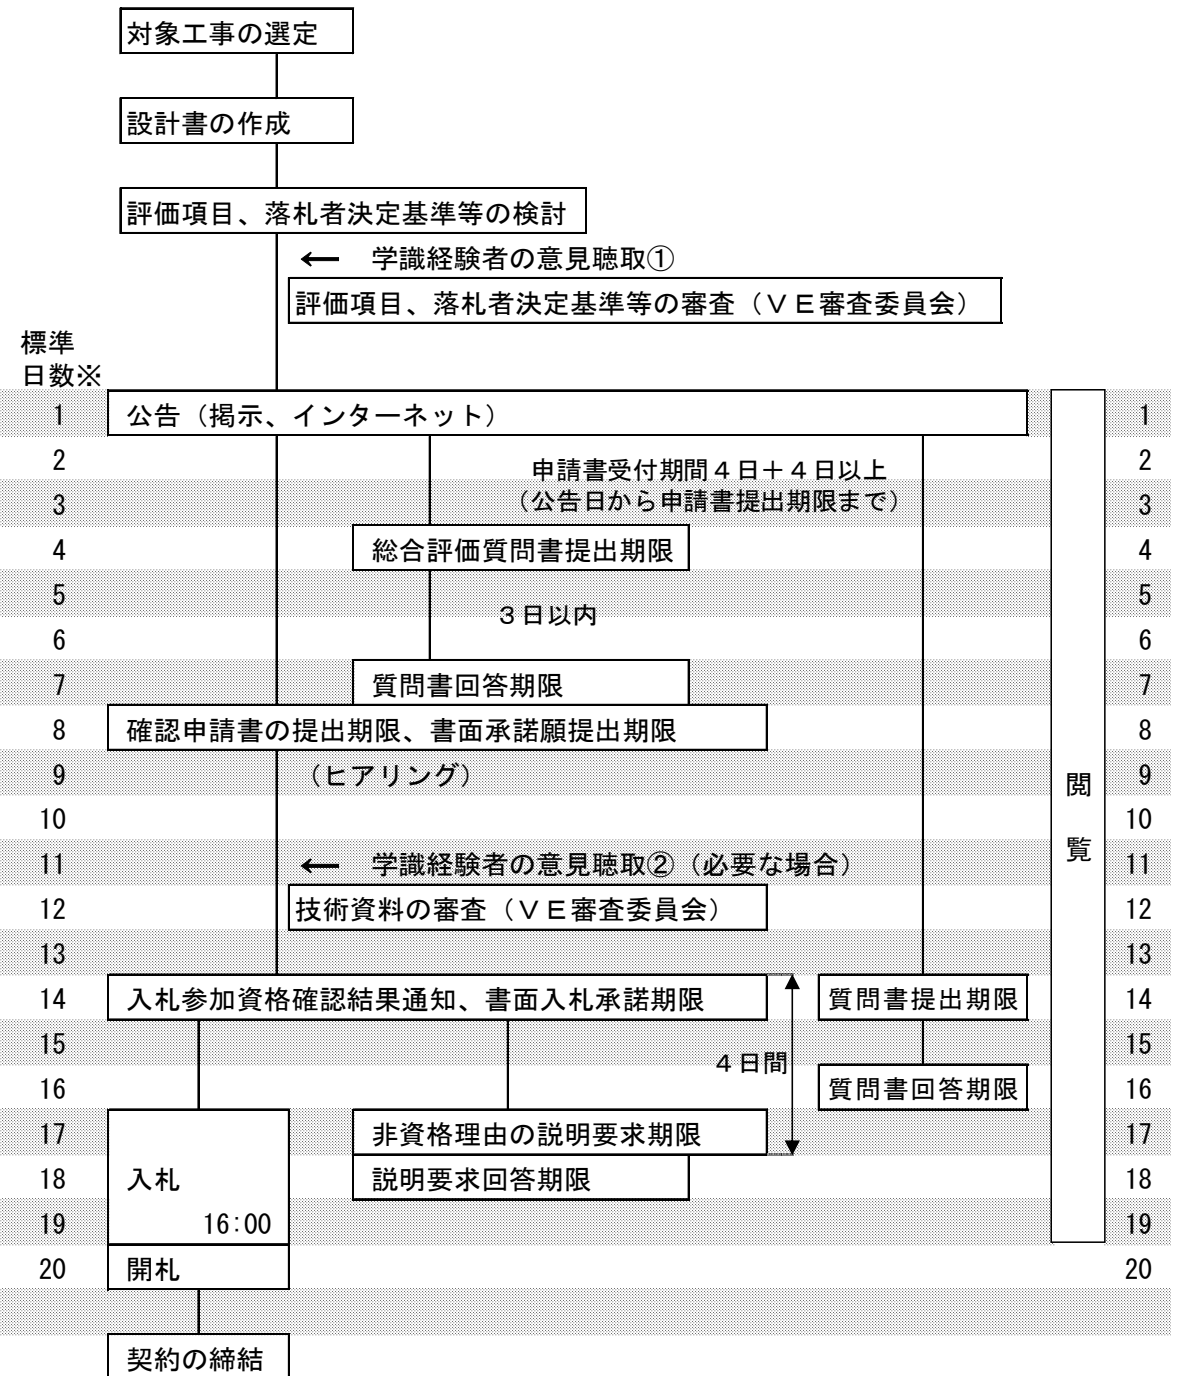 対象工事の選定
設計書の作成
評価項目、落札者決定基準等の検討
← 学識経験者の意見聴取①
評価項目、落札者決定基準等の審査（ＶＥ審査委員会）
標準
日数※
1 公告（掲示、インターネット） 1
2 申請書受付期間４日＋４日以上 2
3 （公告日から申請書提出期限まで） 3
4 総合評価質問書提出期限 4
5 5
３日以内
6 6
7 質問書回答期限 7
8 確認申請書の提出期限、書面承諾願提出期限 8
9 （ヒアリング） 9
閲
10 10
覧
11 ← 学識経験者の意見聴取②（必要な場合） 11
12 技術資料の審査（ＶＥ審査委員会） 12
13 13
14 入札参加資格確認結果通知、書面入札承諾期限 質問書提出期限 14
15 15
４日間
16 質問書回答期限 16
17 非資格理由の説明要求期限 17
18 入札 説明要求回答期限 18
19 16:00 19
20 開札 20
契約の締結